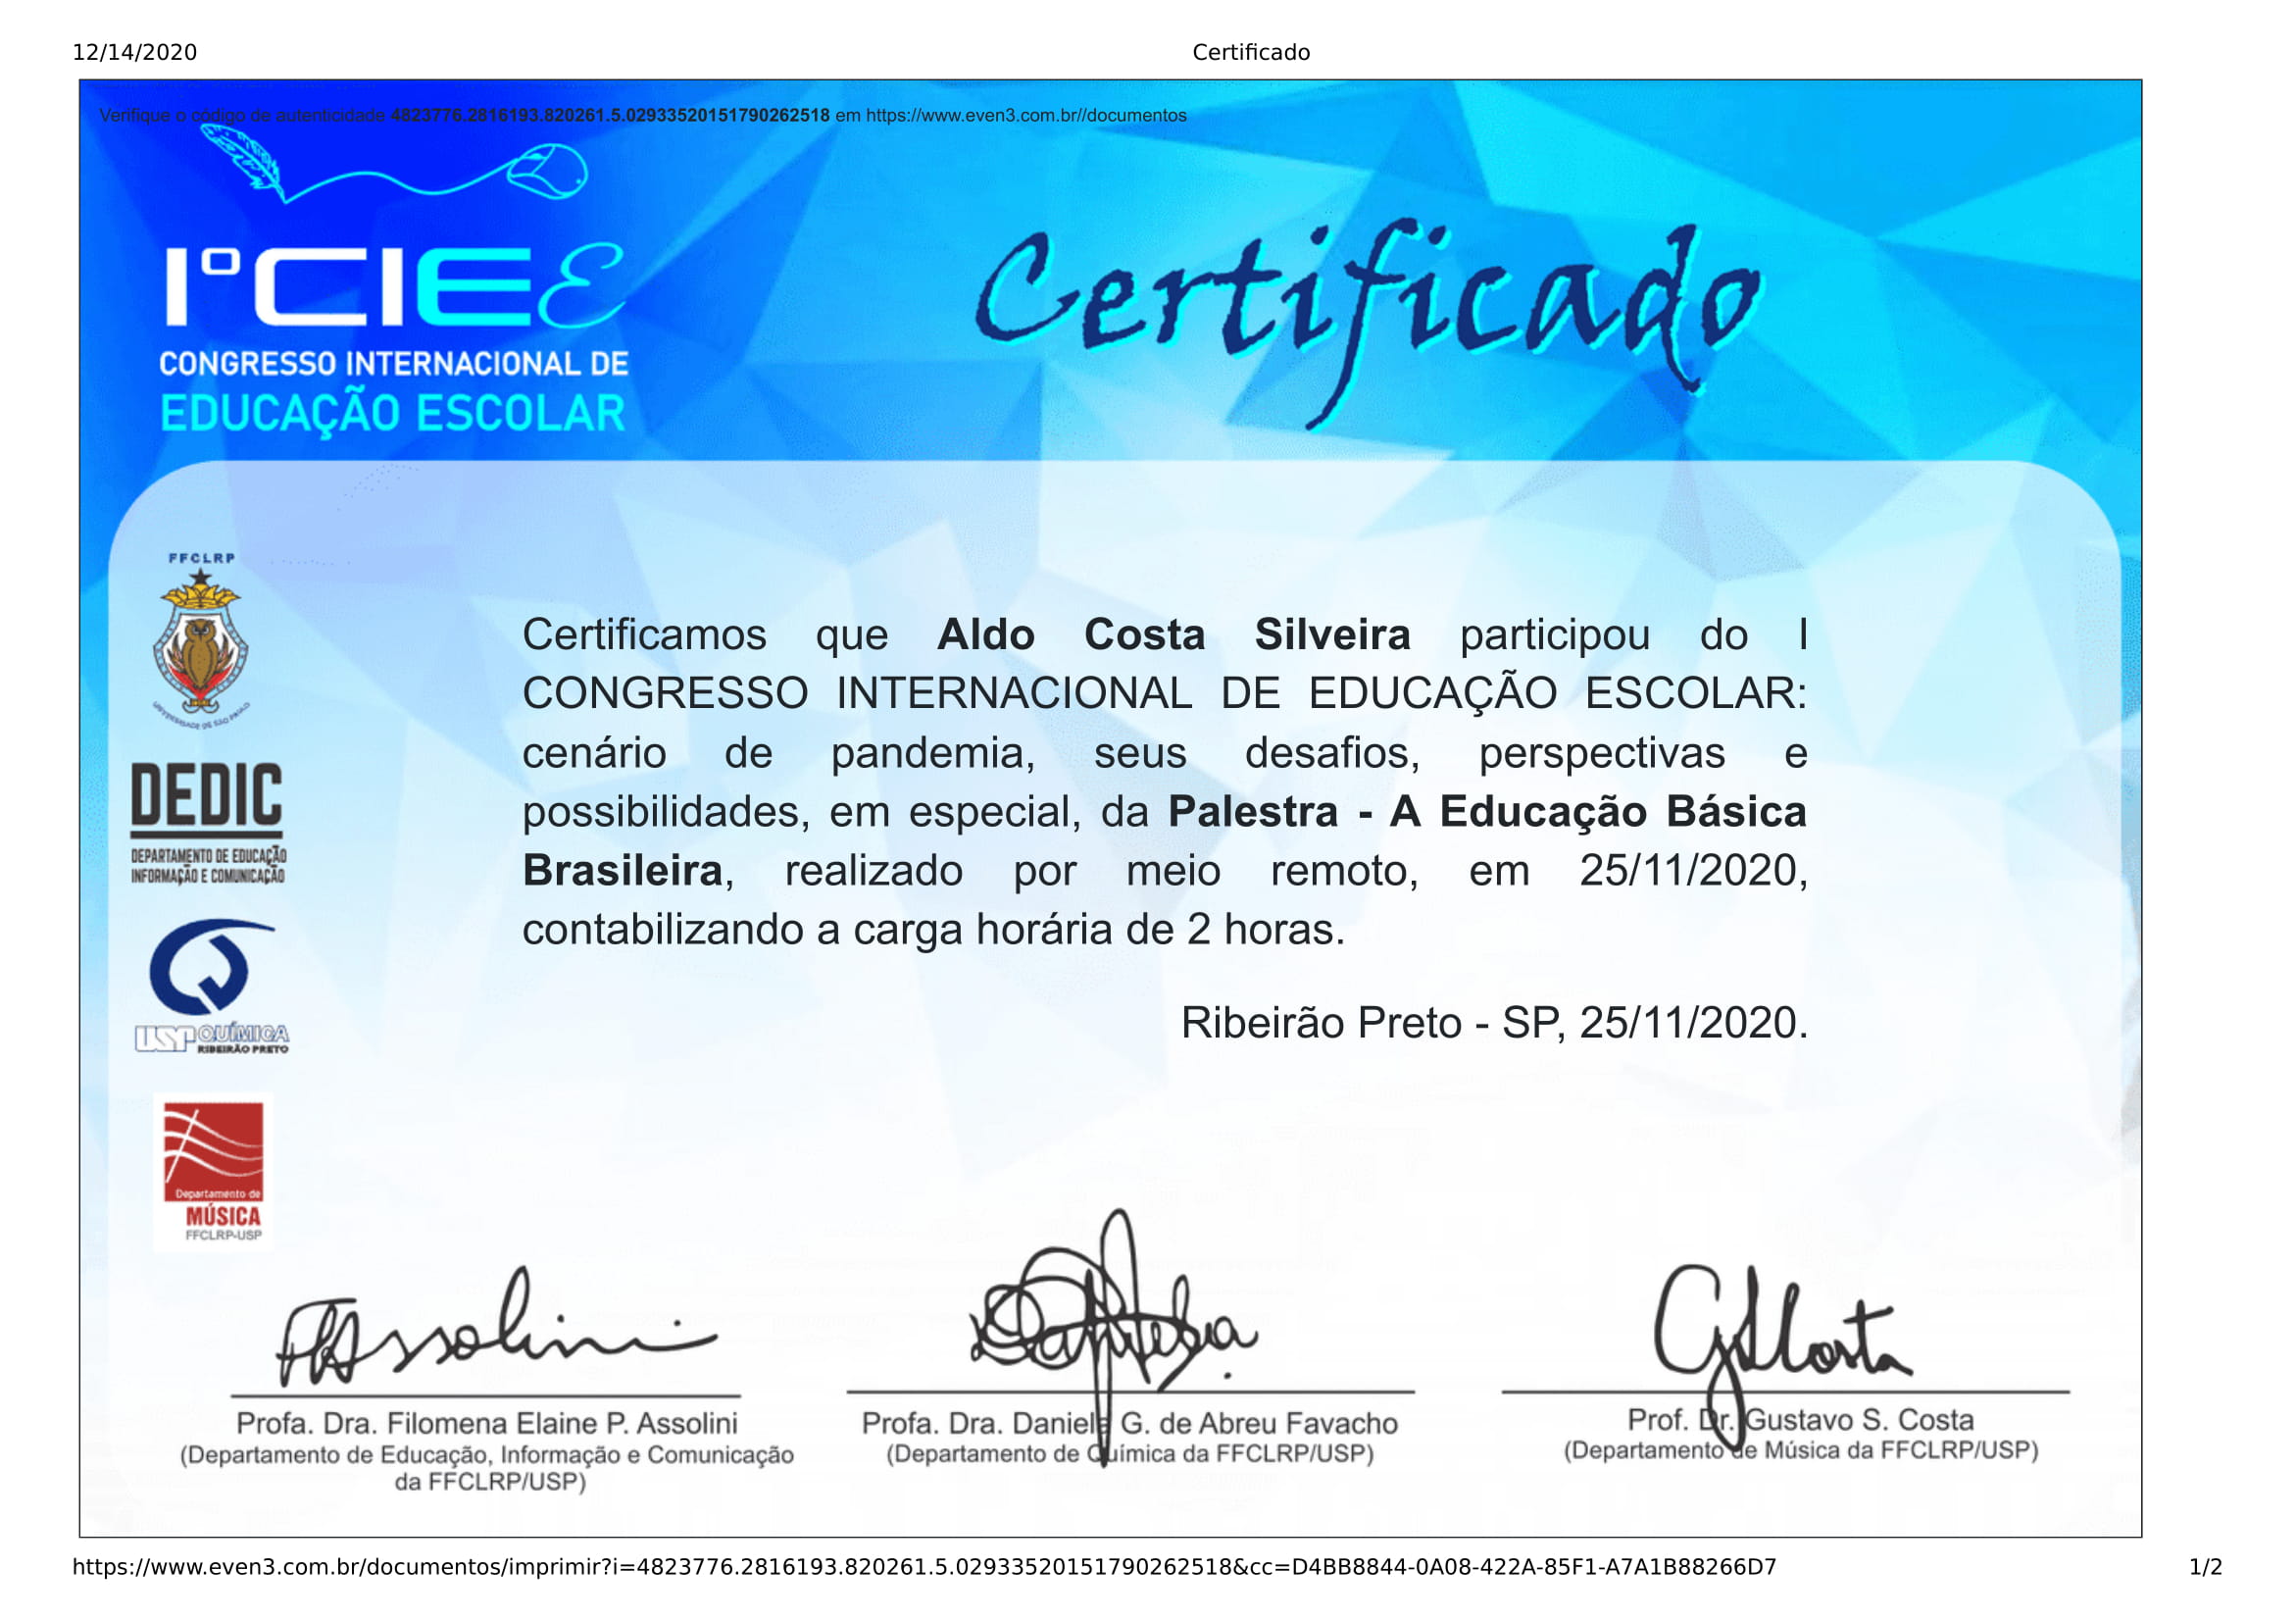 12/14/2020
Certificado
Verifique o código de autenticidade 4823776.2816193.820261.5.02933520151790262518 em https://www.even3.com.br//documentos
IºCIEE
CONGRESSO INTERNACIONAL DE
EDUCAÇÃO ESCOLAR
Certificado
FFCLRP
UNIVERSIDADE DE SÃO PAULO
DEDIC
DEPARTAMENTO DE EDUCAÇÃO
INFORMAÇÃO E COMUNICAÇÃO
USP QUÍMICA
RIBEIRÃO PRETO
Departamento de
MÚSICA
FFCLRP-USP
Certificamos que Aldo Costa Silveira participou do I
CONGRESSO INTERNACIONAL DE EDUCAÇÃO ESCOLAR:
cenário de pandemia, seus desafios, perspectivas e
possibilidades, em especial, da Palestra - A Educação Básica
Brasileira, realizado por meio remoto, em 25/11/2020,
contabilizando a carga horária de 2 horas.
Ribeirão Preto - SP, 25/11/2020.
Profa. Dra. Filomena Elaine P. Assolini
(Departamento de Educação, Informação e Comunicação
da FFCLRP/USP)
Profa. Dra. Daniela G. de Abreu Favacho
(Departamento de Química da FFCLRP/USP)
Prof. Dr. Gustavo S. Costa
(Departamento de Música da FFCLRP/USP)
https://www.even3.com.br/documentos/imprimir?i=4823776.2816193.820261.5.02933520151790262518&cc=D4BB8844-0A08-422A-85F1-A7A1B88266D7
1/2